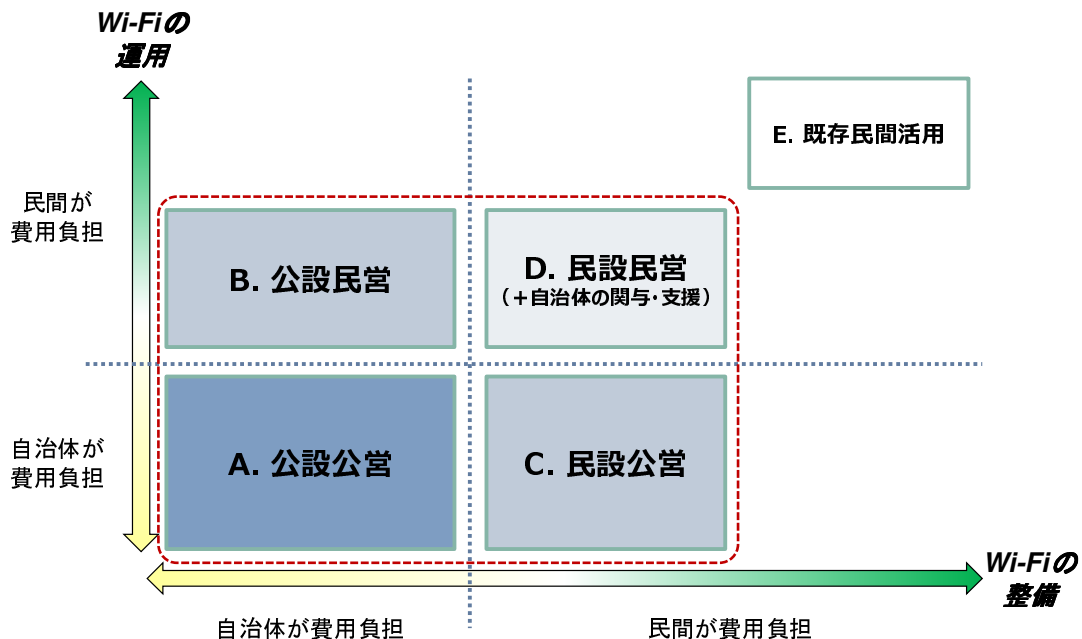 Wi-Fiの
運用
E. 既存民間活用
民間が
費用負担
B. 公設民営
D. 民設民営
（＋自治体の関与・支援）
自治体が
費用負担
A. 公設公営
C. 民設公営
Wi-Fiの
整備
自治体が費用負担
民間が費用負担